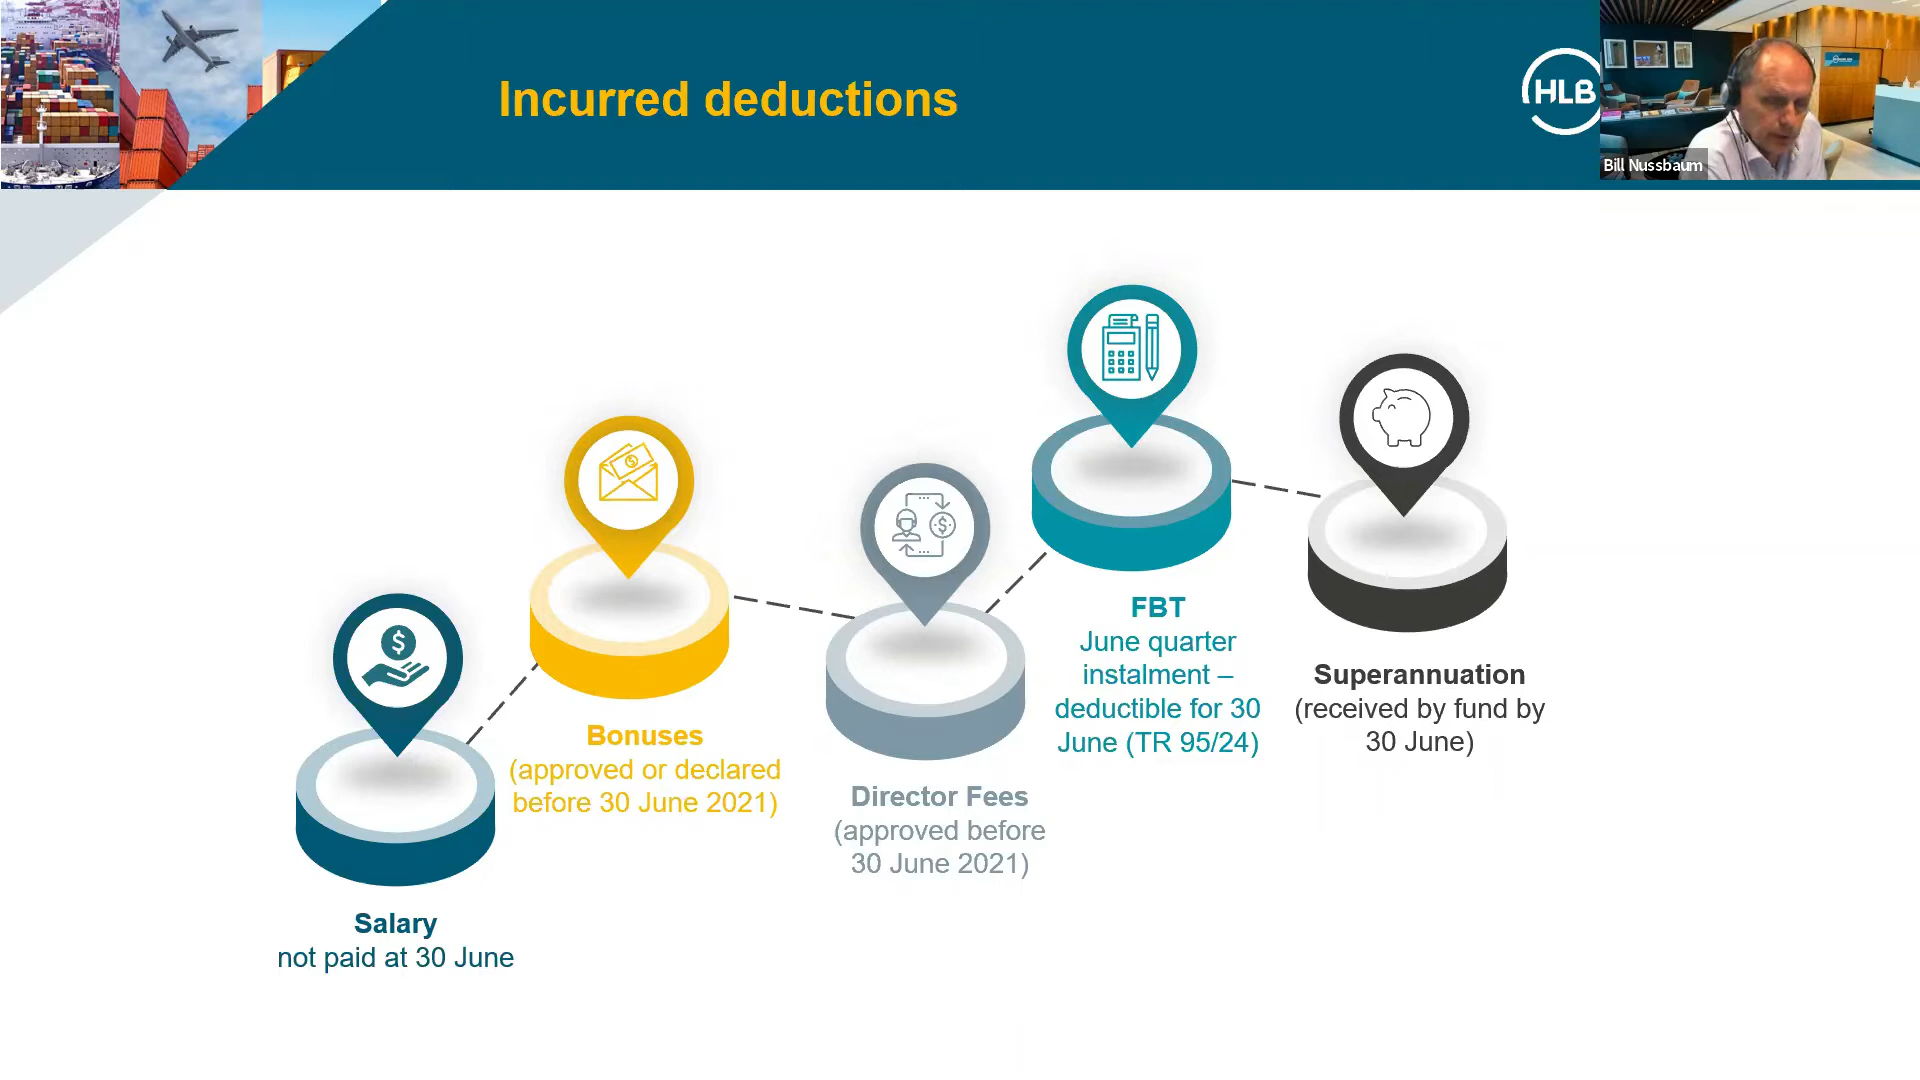 Incurred deductions
HLB
Bill Nussbaum
Salary
not paid at 30 June
Bonuses
(approved or declared
before 30 June 2021)
Director Fees
(approved before
30 June 2021)
FBT
June quarter
instalment –
deductible for 30
June (TR 95/24)
Superannuation
(received by fund by
30 June)